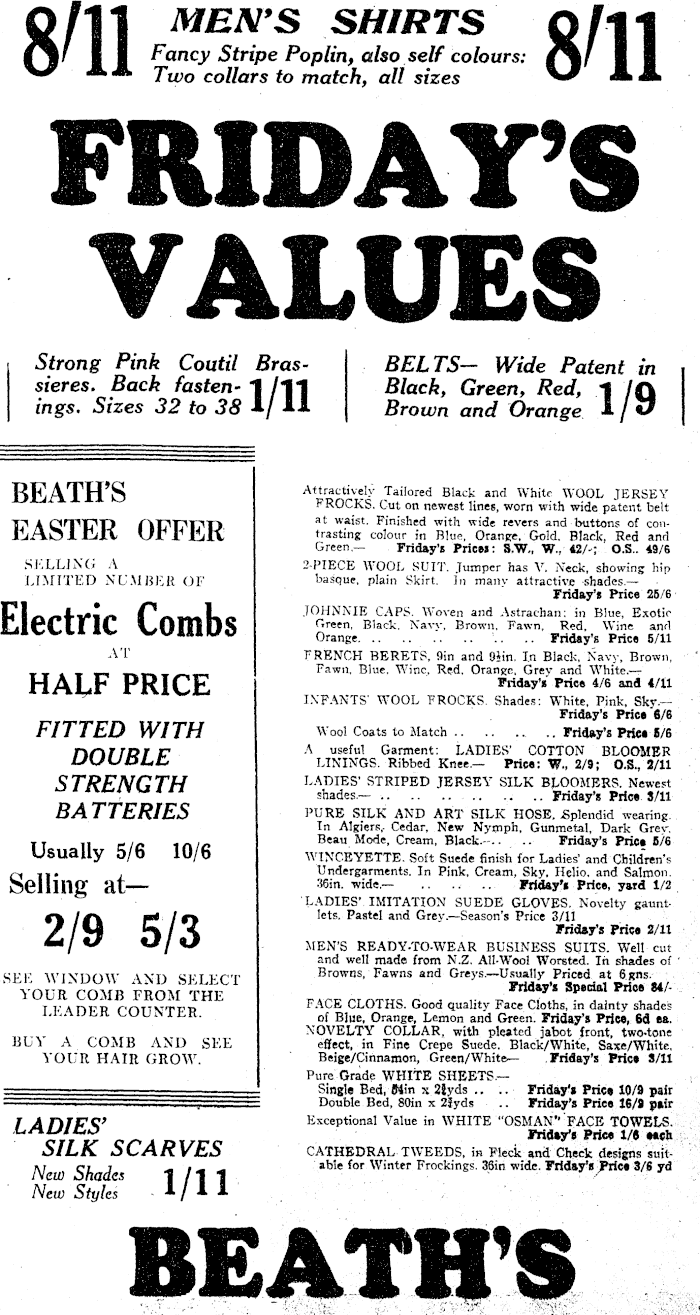 8/11 MEN'S SHIRTS 8/11
Fancy Stripe Poplin, also self colours:
Two collars to match, all sizes
FRIDAY'S
VALUES
Strong Pink Coutil Bras-
sieres. Back fasten-
ings. Sizes 32 to 38 1/11
BELTS— Wide Patent in
Black, Green, Red,
Brown and Orange 1/9
BEATH'S
EASTER OFFER
SELLING A
LIMITED NUMBER OF
Electric Combs
AT
HALF PRICE
FITTED WITH
DOUBLE
STRENGTH
BATTERIES
Usually 5/6 10/6
Selling at—
2/9 5/3
SEE WINDOW AND SELECT
YOUR COMB FROM THE
LEADER COUNTER.
BUY A COMB AND SEE
YOUR HAIR GROW.
LADIES'
SILK SCARVES
New Shades
New Styles 1/11
Attractively Tailored Black and White WOOL JERSEY
FROCKS. Cut on newest lines, worn with wide patent belt
at waist. Finished with wide revers and buttons of con-
trasting colour in Blue, Orange, Gold, Black, Red and
Green.— Friday's Prices: S.W., W., 42/-; O.S.. 49/6
2-PIECE WOOL SUIT. Jumper has V. Neck, showing hip
basque, plain Skirt. In many attractive shades.—
Friday's Price 25/6
JOHNNIE CAPS. Woven and Astrachan: in Blue, Exotic
Green, Black, Navy, Brown, Fawn, Red, Wine and
Orange. .. .. .. .. .. Friday's Price 5/11
FRENCH BERETS, 9in and 9½in. In Black, Navy, Brown,
Fawn, Blue, Wine, Red, Orange, Grey and White.—
Friday's Price 4/6 and 4/11
INFANTS' WOOL FROCKS. Shades: White, Pink, Sky.—
Friday's Price 6/6
Wool Coats to Match .. .. .. .. Friday's Price 5/6
A useful Garment: LADIES' COTTON BLOOMER
LININGS. Ribbed Knee.— Price: W., 2/9; O.S., 2/11
LADIES' STRIPED JERSEY SILK BLOOMERS. Newest
shades.— .. .. .. .. .. .. Friday's Price 3/11
PURE SILK AND ART SILK HOSE. Splendid wearing.
In Algiers, Cedar, New Nymph, Gunmetal, Dark Grey,
Beau Mode, Cream, Black.—.. .. Friday's Price 5/6
WINCEYETTE. Soft Suede finish for Ladies' and Children's
Undergarments. In Pink, Cream, Sky, Helio, and Salmon.
36in. wide.— .. .. .. Friday's Price, yard 1/2
LADIES' IMITATION SUEDE GLOVES. Novelty gaunt-
lets. Pastel and Grey.—Season's Price 3/11
Friday's Price 2/11
MEN'S READY-TO-WEAR BUSINESS SUITS. Well cut
and well made from N.Z. All-Wool Worsted. In shades of
Browns, Fawns and Greys.—Usually Priced at 6 gns.
Friday's Special Price 84/-
FACE CLOTHS. Good quality Face Cloths, in dainty shades
of Blue, Orange, Lemon and Green. Friday's Price, 6d ea.
NOVELTY COLLAR, with pleated jabot front, two-tone
effect, in Fine Crepe Suede. Black/White, Saxe/White,
Beige/Cinnamon, Green/White— Friday's Price 3/11
Pure Grade WHITE SHEETS.—
Single Bed, 54in x 2¾yds .. .. Friday's Price 10/9 pair
Double Bed, 80in x 2¾yds .. Friday's Price 16/9 pair
Exceptional Value in WHITE "OSMAN" FACE TOWELS.
Friday's Price 1/6 each
CATHEDRAL TWEEDS, in Fleck and Check designs suit-
able for Winter Frockings. 36in wide. Friday's Price 3/6 yd
BEATH'S